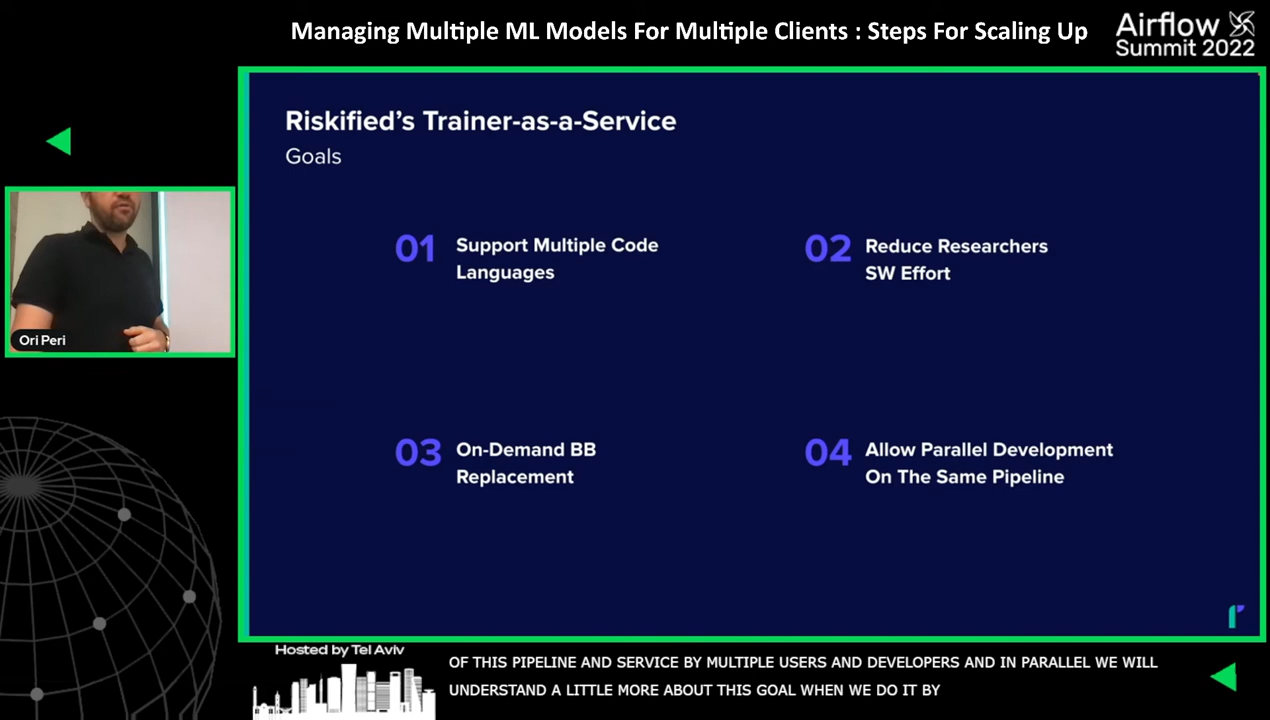 Managing Multiple ML Models For Multiple Clients : Steps For Scaling Up
Airflow
Summit 2022
Riskified's Trainer-as-a-Service
Goals
01 Support Multiple Code
Languages
02 Reduce Researchers
SW Effort
03 On-Demand BB
Replacement
04 Allow Parallel Development
On The Same Pipeline
Ori Peri
Hosted by Tel Aviv
OF THIS PIPELINE AND SERVICE BY MULTIPLE USERS AND DEVELOPERS AND IN PARALLEL WE WILL
UNDERSTAND A LITTLE MORE ABOUT THIS GOAL WHEN WE DO IT BY